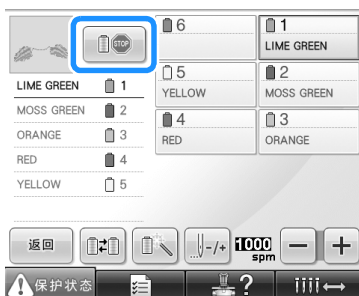 STOP
6
1
LIME GREEN
LIME GREEN 1
5
YELLOW
2
MOSS GREEN
MOSS GREEN 2
ORANGE 3
4
RED
3
ORANGE
RED 4
YELLOW 5
返回
-/+
1000
spm
保护状态
?